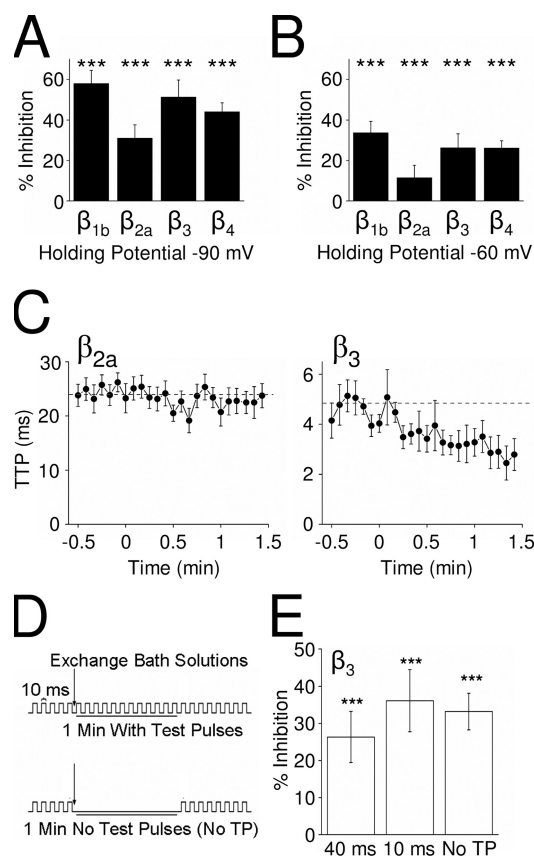 A
B
% Inhibition
60
40
20
0
*** *** *** ***
β1b β2a β3 β4
Holding Potential -90 mV
% Inhibition
60
40
20
0
*** *** *** ***
β1b β2a β3 β4
Holding Potential -60 mV
C
β2a
TTP (ms)
30
20
10
0
-0.5 0 0.5 1 1.5
Time (min)
β3
6
4
2
0
-0.5 0 0.5 1 1.5
Time (min)
D
Exchange Bath Solutions
10 ms
1 Min With Test Pulses
1 Min No Test Pulses (No TP)
E
β3
% Inhibition
50
40
30
20
10
0
*** *** ***
40 ms 10 ms No TP